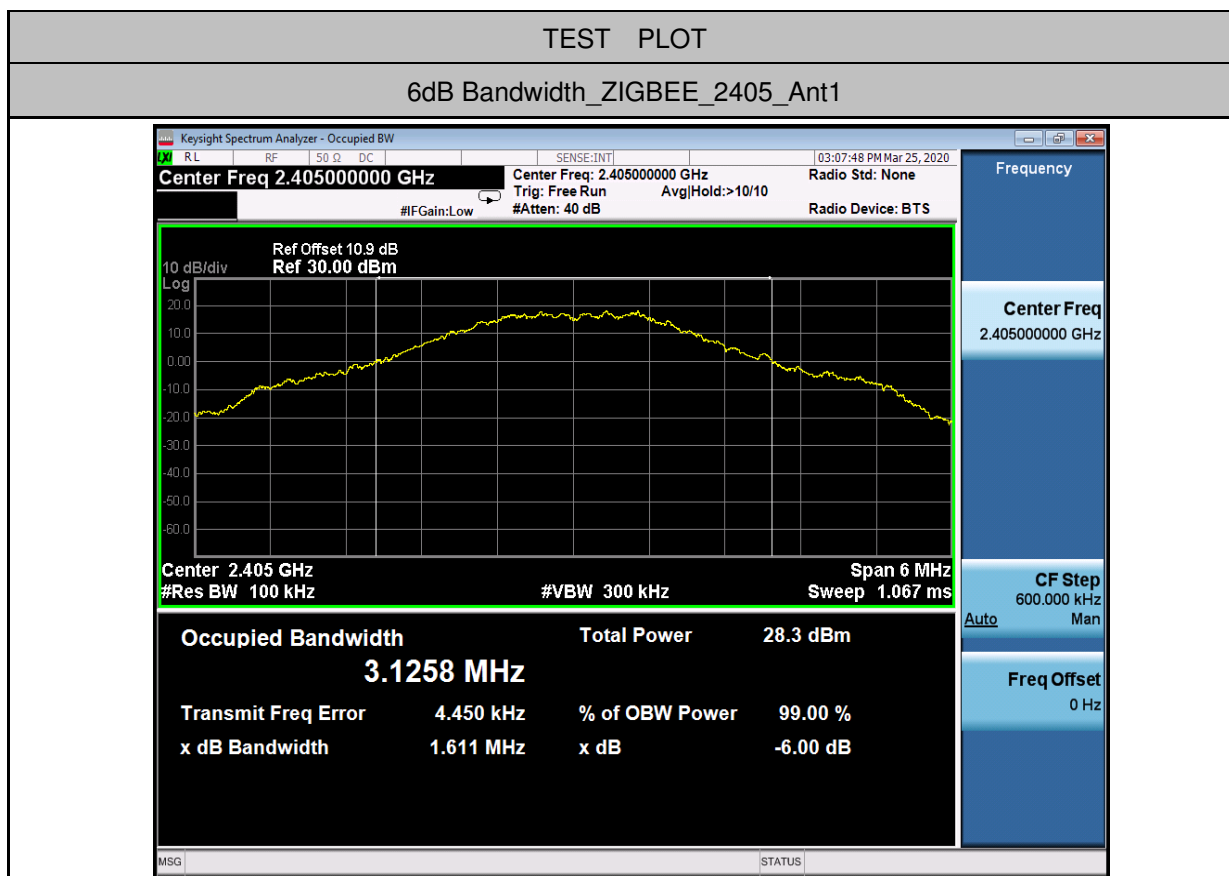 TEST PLOT
6dB Bandwidth_ZIGBEE_2405_Ant1
Keysight Spectrum Analyzer - Occupied BW
LXI RL RF 50 Ω DC SENSE:INT 03:07:48 PM Mar 25, 2020
Center Freq 2.405000000 GHz
Center Freq: 2.405000000 GHz Radio Std: None
Trig: Free Run Avg|Hold:>10/10
#IFGain:Low #Atten: 40 dB Radio Device: BTS
Ref Offset 10.9 dB
10 dB/div Ref 30.00 dBm
Log
20.0
10.0
0.00
-10.0
-20.0
-30.0
-40.0
-50.0
-60.0
Center 2.405 GHz Span 6 MHz
#Res BW 100 kHz #VBW 300 kHz Sweep 1.067 ms
Occupied Bandwidth Total Power 28.3 dBm
3.1258 MHz
Transmit Freq Error 4.450 kHz % of OBW Power 99.00 %
x dB Bandwidth 1.611 MHz x dB -6.00 dB
Frequency
Center Freq
2.405000000 GHz
CF Step
600.000 kHz
Auto Man
Freq Offset
0 Hz
MSG STATUS